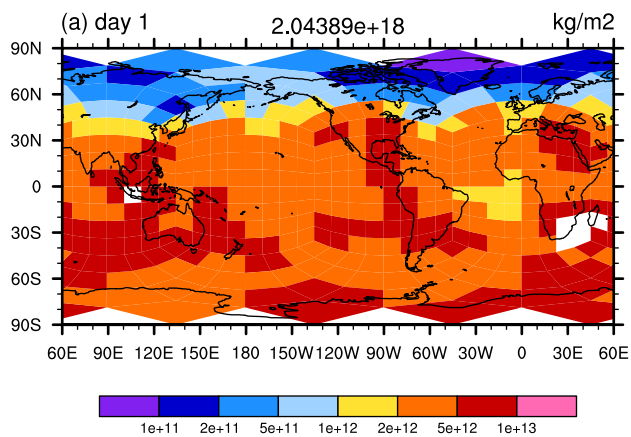 (a) day 1 2.04389e+18 kg/m2
90N
60N
30N
0
30S
60S
90S
60E 90E 120E 150E 180 150W 120W 90W 60W 30W 0 30E 60E
1e+11 2e+11 5e+11 1e+12 2e+12 5e+12 1e+13